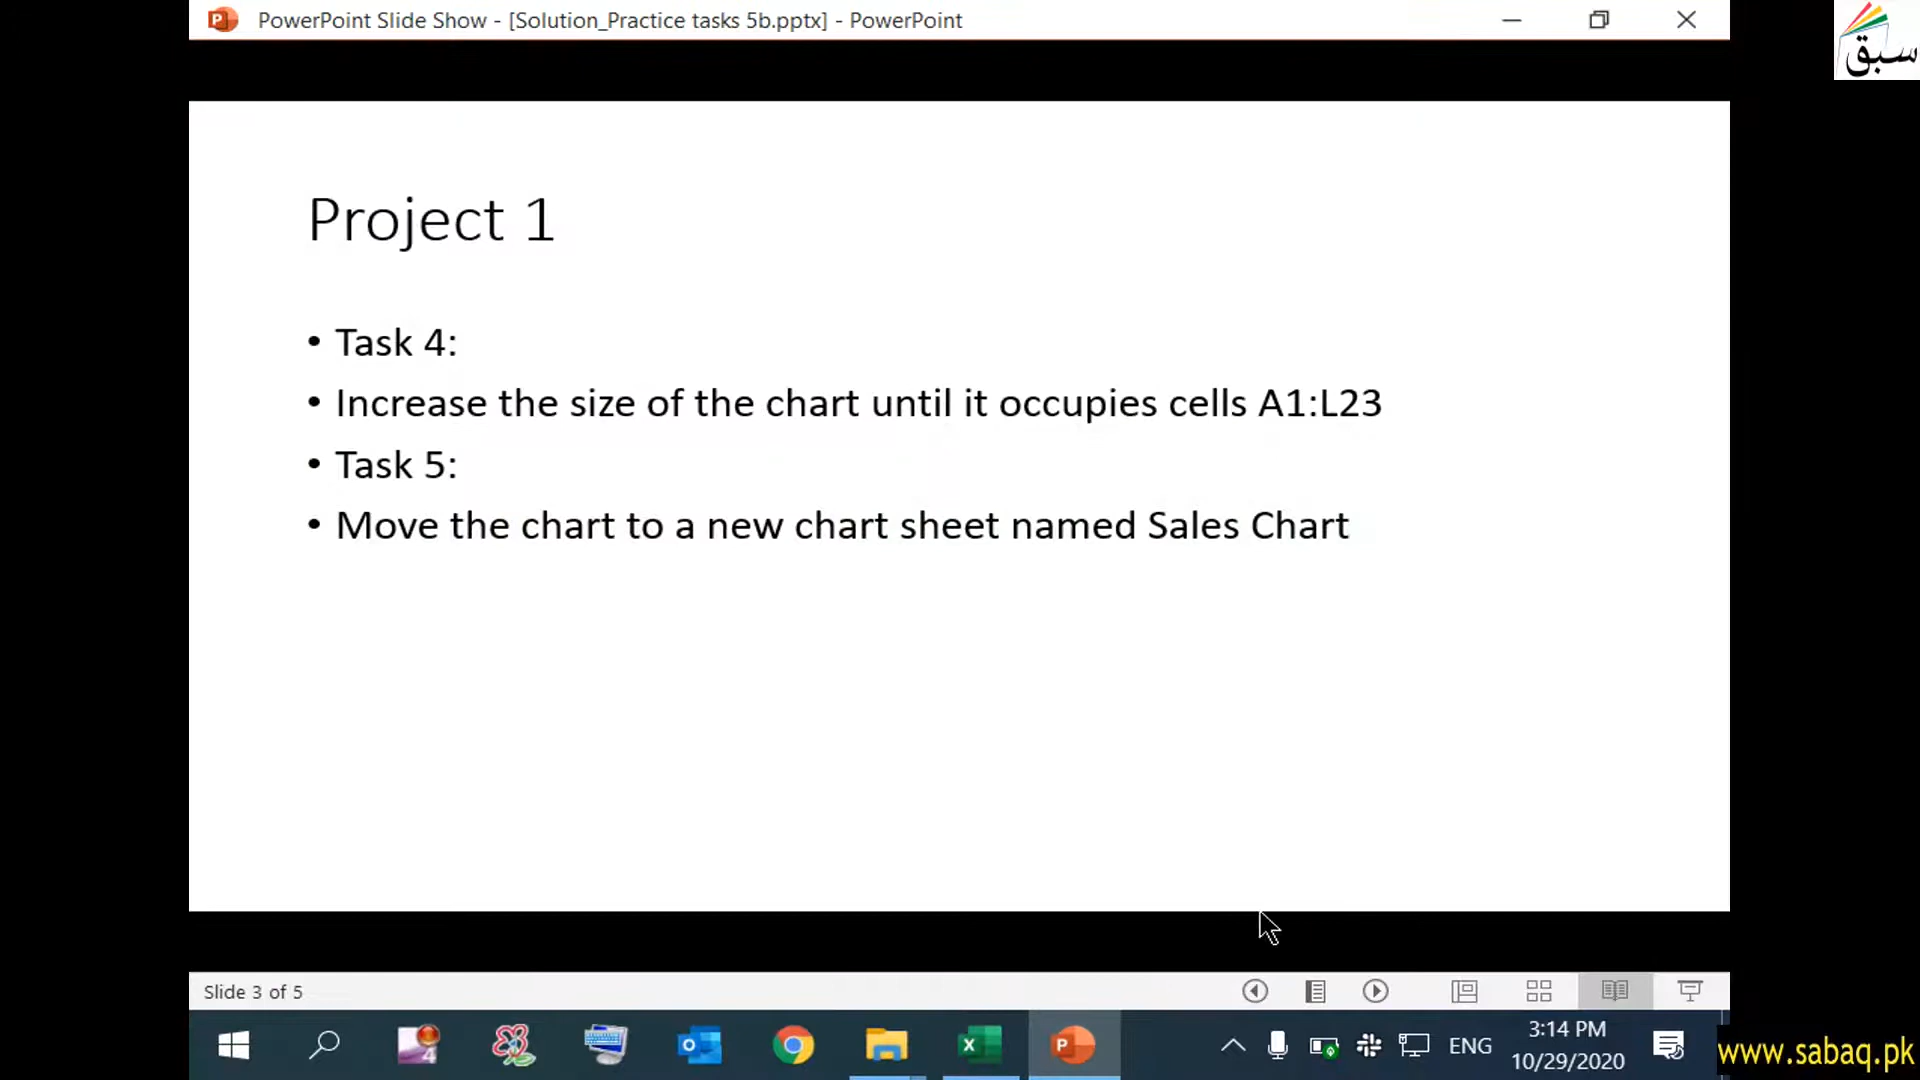 PowerPoint Slide Show - [Solution_Practice tasks 5b.pptx] - PowerPoint
سبق
Project 1
• Task 4:
• Increase the size of the chart until it occupies cells A1:L23
• Task 5:
• Move the chart to a new chart sheet named Sales Chart
Slide 3 of 5
ENG
3:14 PM
10/29/2020
www.sabaq.pk